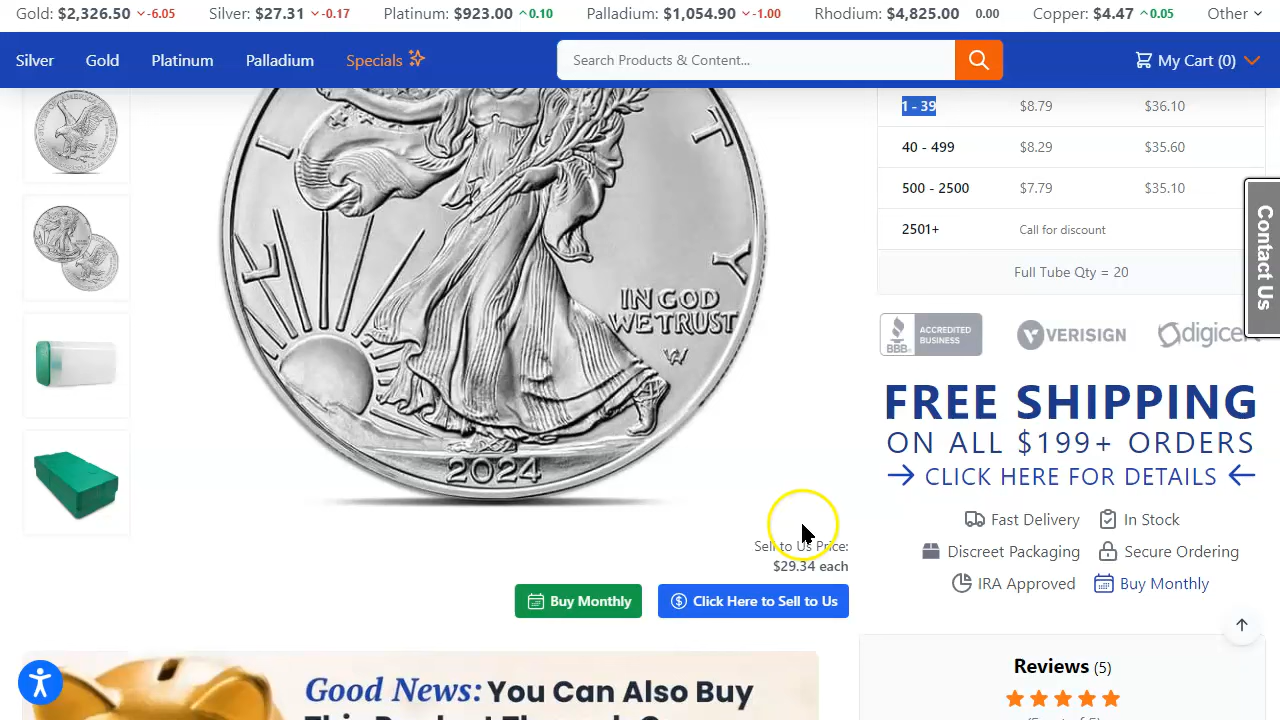 Gold: $2,326.50 -6.05 Silver: $27.31 -0.17 Platinum: $923.00 0.10 Palladium: $1,054.90 -1.00 Rhodium: $4,825.00 0.00 Copper: $4.47 0.05 Other
Silver Gold Platinum Palladium Specials Search Products & Content... My Cart (0)
1 - 39 $8.79 $36.10
40 - 499 $8.29 $35.60
500 - 2500 $7.79 $35.10
2501+ Call for discount
Full Tube Qty = 20
Contact Us
L I T Y
IN GOD
WE TRUST
2024
BBB ACCREDITED
BUSINESS
VERISIGN
FREE SHIPPING
ON ALL $199+ ORDERS
CLICK HERE FOR DETAILS
Fast Delivery In Stock
Discreet Packaging Secure Ordering
IRA Approved Buy Monthly
Sell to Us Price:
$29.34 each
Buy Monthly Click Here to Sell to Us
Reviews (5)
Good News: You Can Also Buy